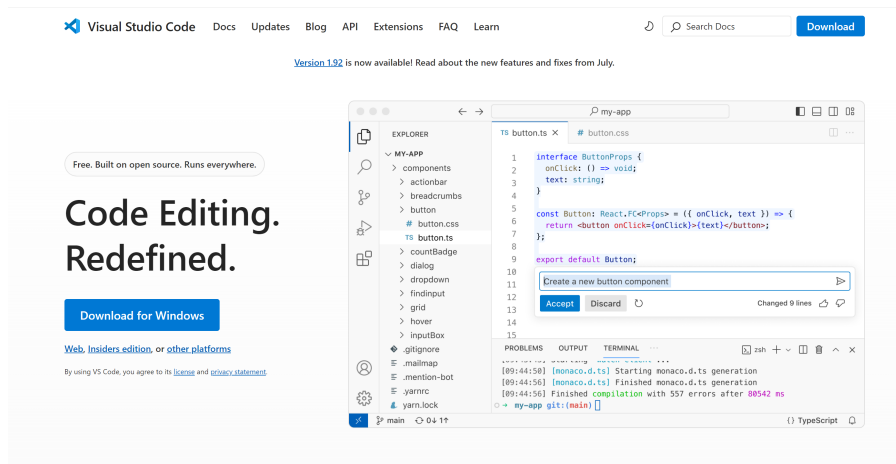 Visual Studio Code Docs Updates Blog API Extensions FAQ Learn Search Docs Download
Version 1.92 is now available! Read about the new features and fixes from July.
Free. Built on open source. Runs everywhere.
Code Editing.
Redefined.
Download for Windows
Web, Insiders edition, or other platforms
By using VS Code, you agree to its license and privacy statement.
my-app
EXPLORER
MY-APP
components
actionbar
breadcrumbs
button
# button.css
TS button.ts
countBadge
dialog
dropdown
findinput
grid
hover
inputBox
.gitignore
.mailmap
.mention-bot
.yarnrc
yarn.lock
TS button.ts # button.css
1 interface ButtonProps {
2 onClick: () => void;
3 text: string;
4 }
5
6 const Button: React.FC<Props> = ({ onClick, text }) => {
7 return <button onClick={onClick}>{text}</button>;
7 };
8
9 export default Button;
10
11
12
13
14
15
Create a new button component
Accept Discard Changed 9 lines
PROBLEMS OUTPUT TERMINAL ... zsh
[09:44:50] [monaco.d.ts] Starting monaco.d.ts generation
[09:44:56] [monaco.d.ts] Finished monaco.d.ts generation
[09:44:56] Finished compilation with 557 errors after 80542 ms
my-app git:(main)
main 0↓ 1↑ {} TypeScript